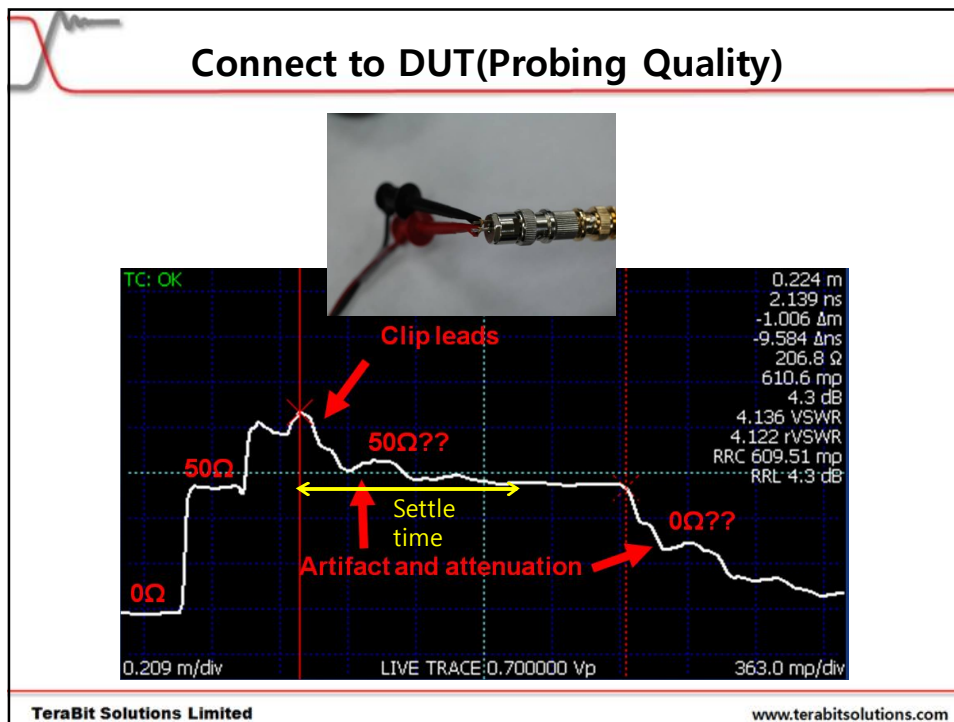 Connect to DUT(Probing Quality)
TC: OK
0.224 m
2.139 ns
-1.006 Δm
-9.584 Δns
206.8 Ω
610.6 mp
4.3 dB
4.136 VSWR
4.122 rVSWR
RRC 609.51 mp
RRL 4.3 dB
Clip leads
50Ω??
50Ω
Settle
time
0Ω??
Artifact and attenuation
0Ω
0.209 m/div
LIVE TRACE 0.700000 Vp
363.0 mp/div
TeraBit Solutions Limited
www.terabitsolutions.com